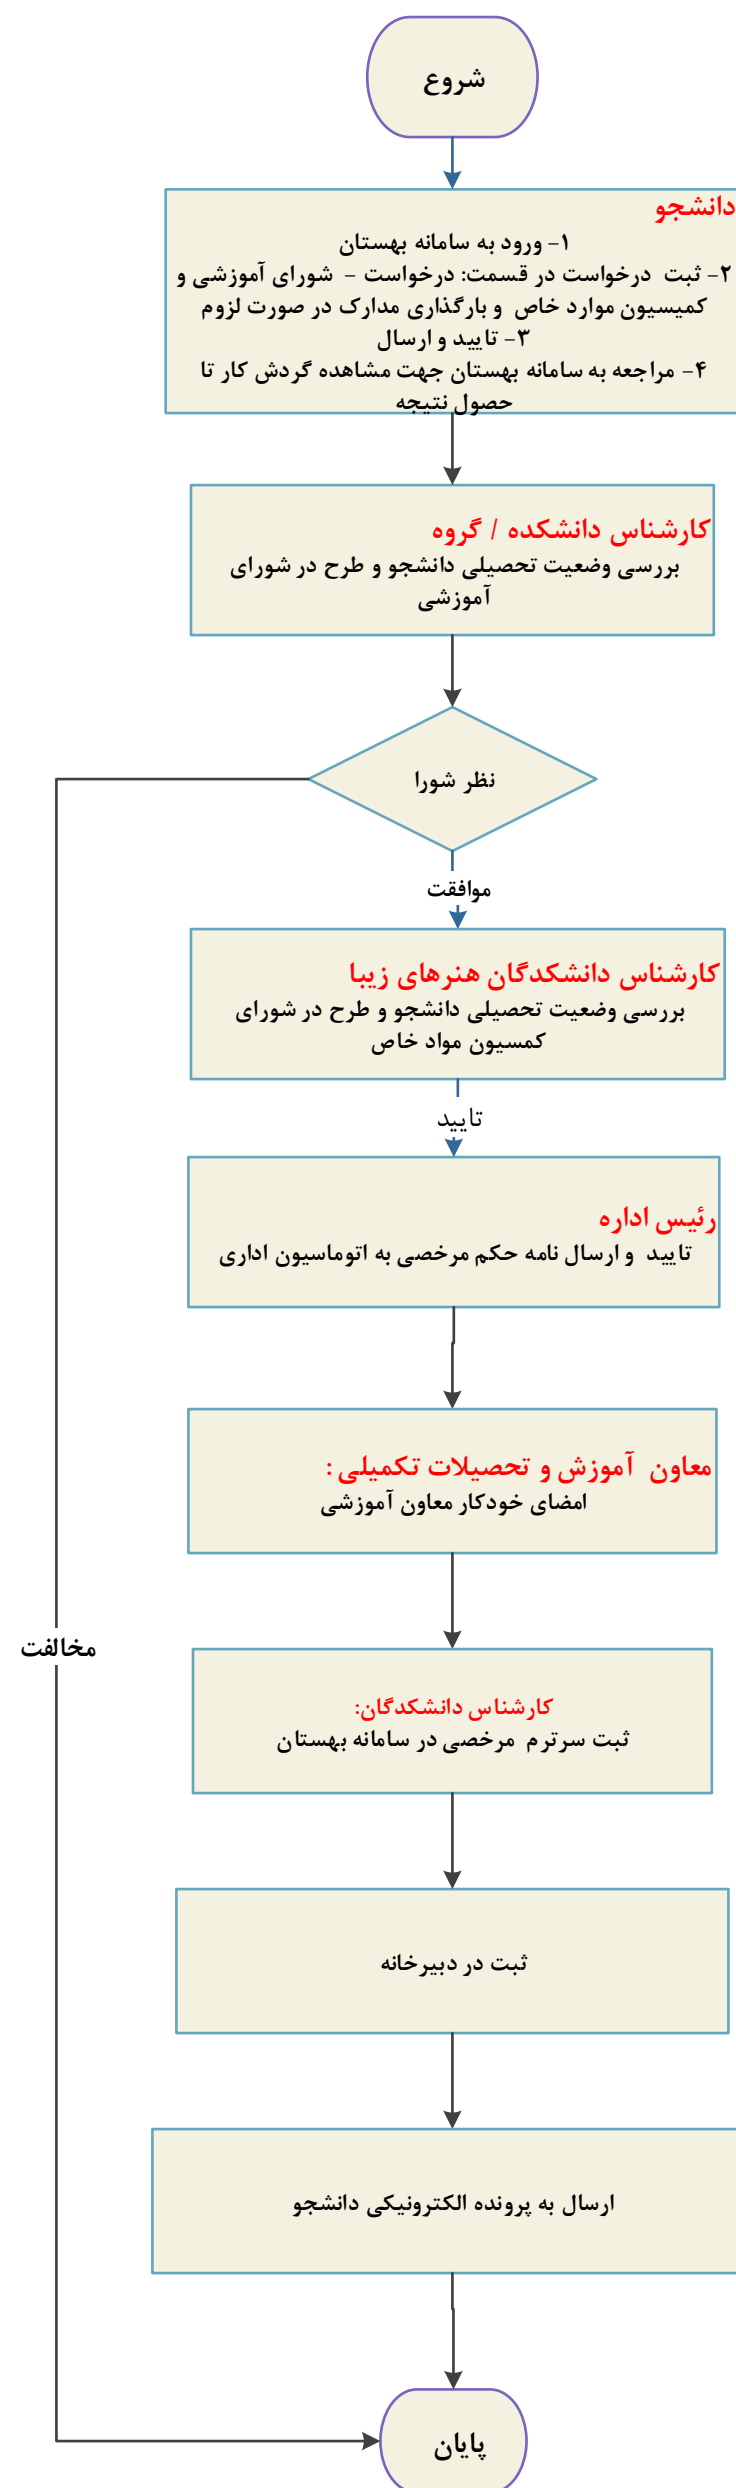 شروع
دانشجو
۱- ورود به سامانه بهستان
۲- ثبت درخواست در قسمت: درخواست - شورای آموزشی و
کمیسیون موارد خاص و بارگذاری مدارک در صورت لزوم
۳- تایید و ارسال
۴- مراجعه به سامانه بهستان جهت مشاهده گردش کار تا
حصول نتیجه
کارشناس دانشکده / گروه
بررسی وضعیت تحصیلی دانشجو و طرح در شورای
آموزشی
نظر شورا
موافقت
کارشناس دانشکدگان هنرهای زیبا
بررسی وضعیت تحصیلی دانشجو و طرح در شورای
کمسیون مواد خاص
تایید
رئیس اداره
تایید و ارسال نامه حکم مرخصی به اتوماسیون اداری
معاون آموزش و تحصیلات تکمیلی :
امضای خودکار معاون آموزشی
مخالفت
کارشناس دانشکدگان:
ثبت سرترم مرخصی در سامانه بهستان
ثبت در دبیرخانه
ارسال به پرونده الکترونیکی دانشجو
پایان